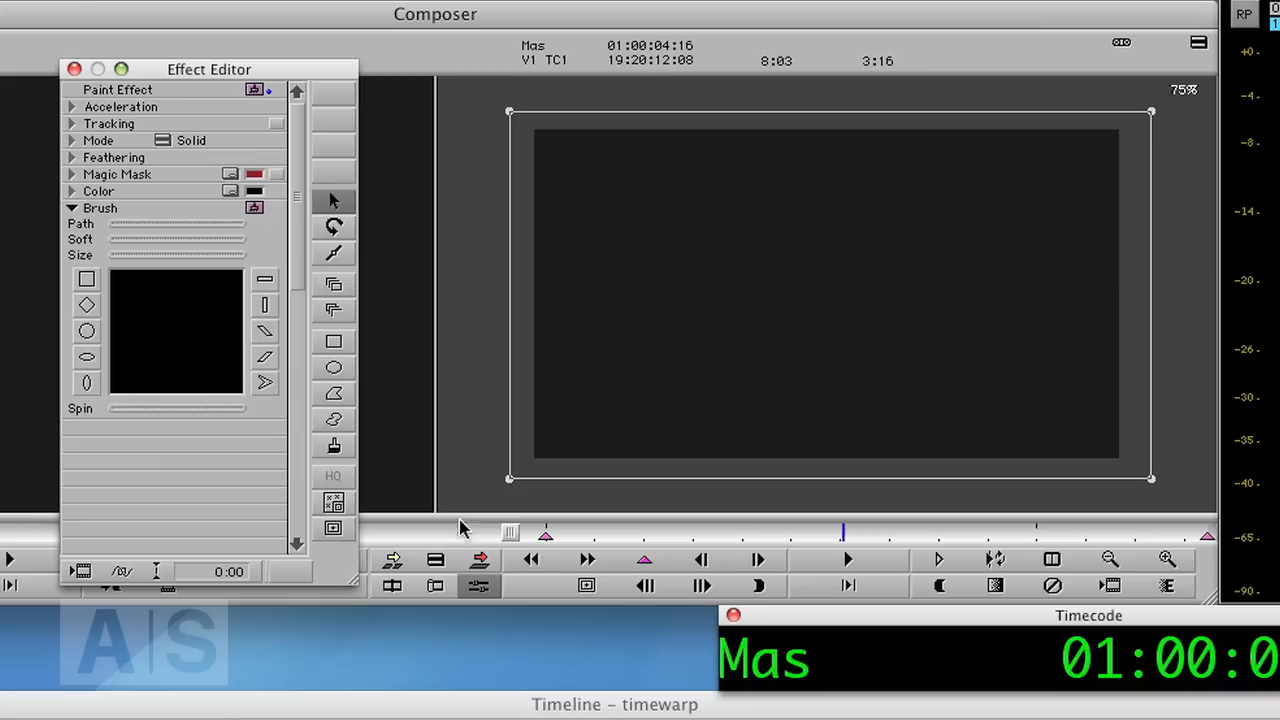 Composer
RP
Mas 01:00:04:16
V1 TC1 19:20:12:08 8:03 3:16
Effect Editor
75%
Paint Effect
Acceleration
Tracking
Mode Solid
Feathering
Magic Mask
Color
Brush
Path
Soft
Size
Spin
HQ
0:00
+0
-4
-8
-14
-20
-26
-30
-35
-40
-65
-90
A|S
Timecode
Mas 01:00:0
Timeline - timewarp